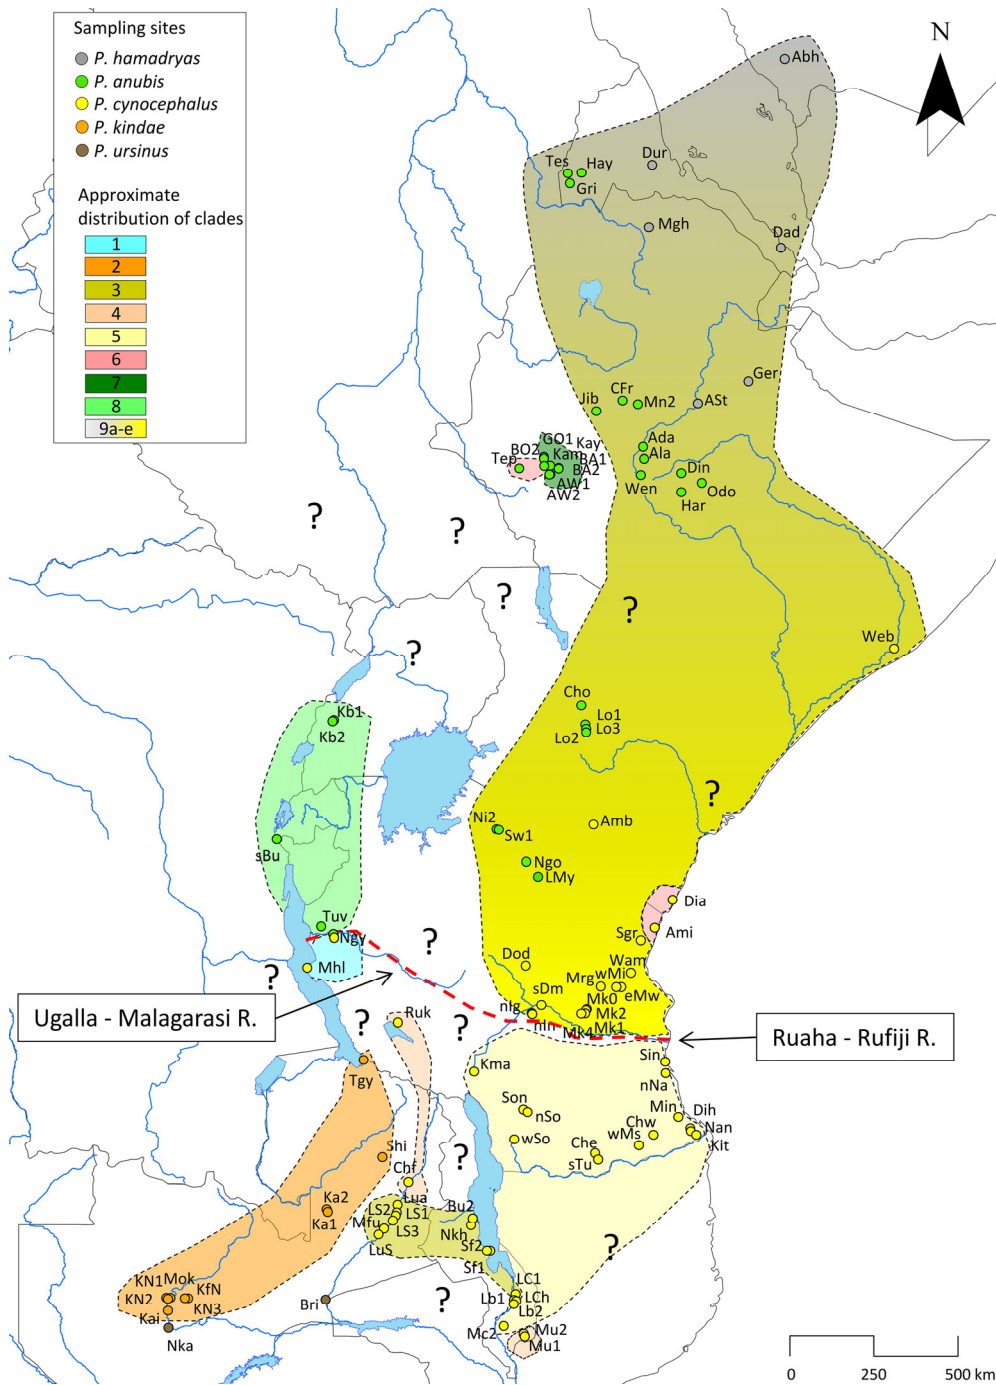 Sampling sites
P. hamadryas
P. anubis
P. cynocephalus
P. kindae
P. ursinus
Approximate
distribution of clades
1
2
3
4
5
6
7
8
9a-e
N
Abh
Tes
Hay
Dur
Gri
Mgh
Dad
Ger
CFr
Jib
Mn2
ASt
GO1
Kay
BO2
Kam
BA1
Tep
BA2
AW1
AW2
Ada
Ala
Din
Wen
Odo
Har
?
?
?
?
?
Web
Kb1
Kb2
Cho
Lo1
Lo3
Lo2
?
Ni2
Sw1
Amb
sBu
Ngo
LMy
Dia
Tuv
Ngy
Ami
Sgr
?
Mhl
Dod
Wam
Mrg
wMi
?
sDm
eMw
Mk0
nIg
Mk2
nIn
Mk4
Mk1
Ugalla - Malagarasi R.
Ruk
?
?
Ruaha - Rufiji R.
Tgy
Kma
Sin
nNa
Son
nSo
Min
Dih
Chw
Nan
wSo
wMs
Kit
Che
sTu
Shi
?
Chf
Ka2
Ka1
Lua
LS2
LS1
Bu2
Mfu
LS3
Nkh
LuS
Sf2
Sf1
?
KN1
Mok
KfN
KN2
KN3
Kai
Nka
Bri
?
LC1
Lb1
LCh
Lb2
Mc2
Mu2
Mu1
0
250
500 km